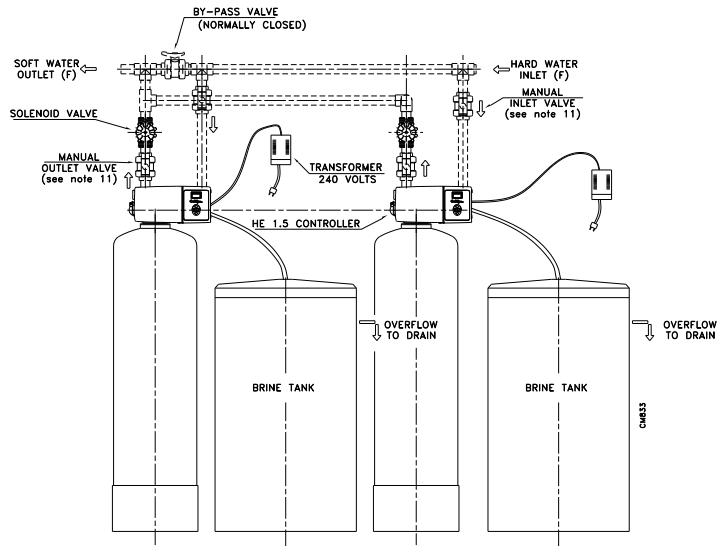 BY-PASS VALVE
(NORMALLY CLOSED)
SOFT WATER
OUTLET (F)
HARD WATER
INLET (F)
MANUAL
INLET VALVE
(see note 11)
SOLENOID VALVE
MANUAL
OUTLET VALVE
(see note 11)
TRANSFORMER
240 VOLTS
HE 1.5 CONTROLLER
OVERFLOW
TO DRAIN
OVERFLOW
TO DRAIN
BRINE TANK
BRINE TANK
CM833